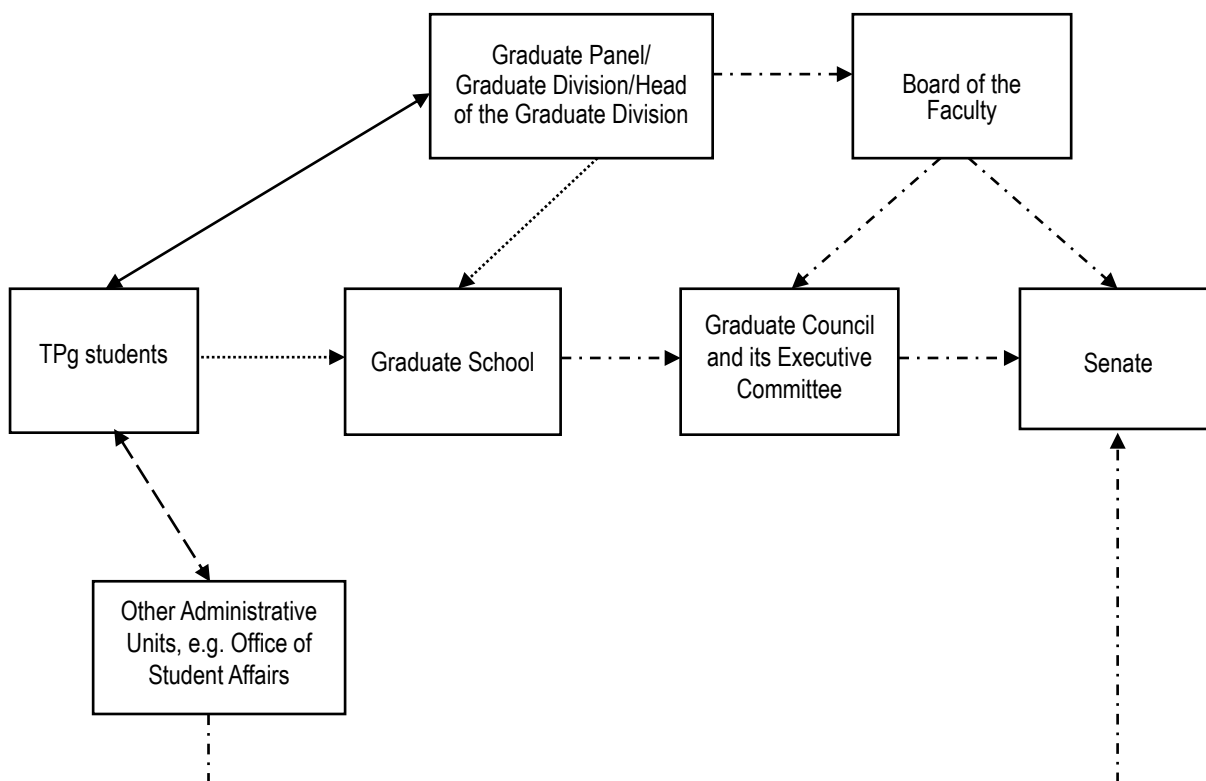 Graduate Panel/
Graduate Division/Head
of the Graduate Division
Board of the
Faculty
TPg students
Graduate School
Graduate Council
and its Executive
Committee
Senate
Other Administrative
Units, e.g. Office of
Student Affairs